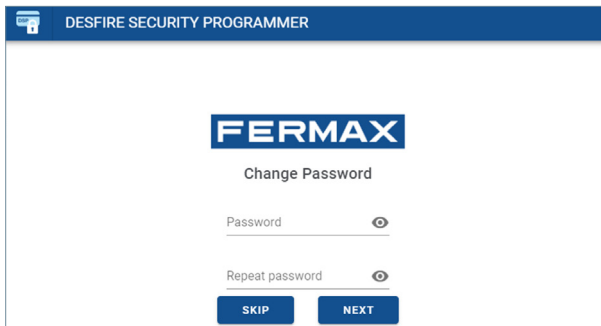 DSP
DESFIRE SECURITY PROGRAMMER
FERMAX
Change Password
Password
Repeat password
SKIP NEXT